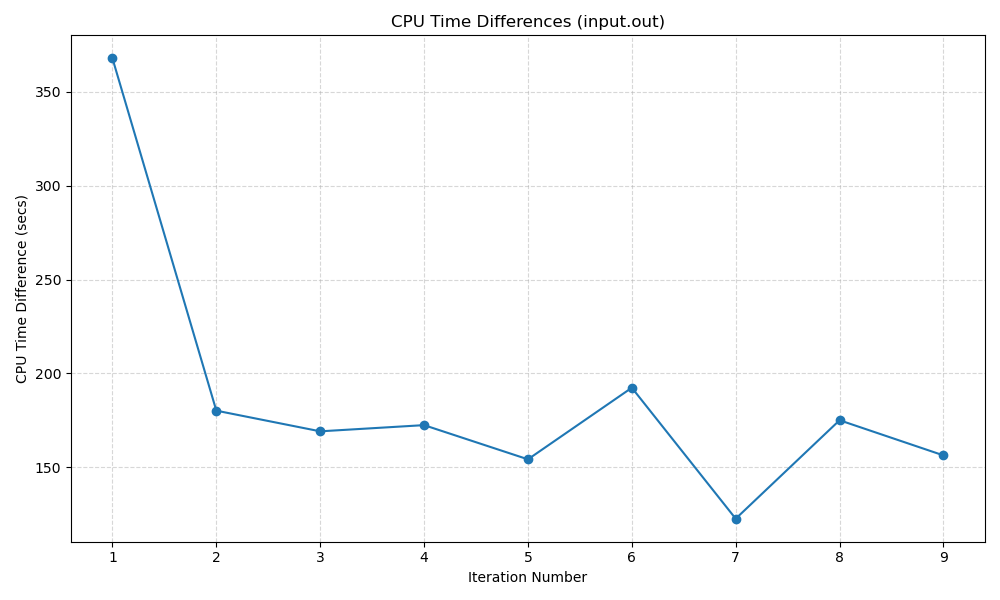 CPU Time Differences (input.out)
CPU Time Difference (secs)
350
300
250
200
150
1 2 3 4 5 6 7 8 9
Iteration Number